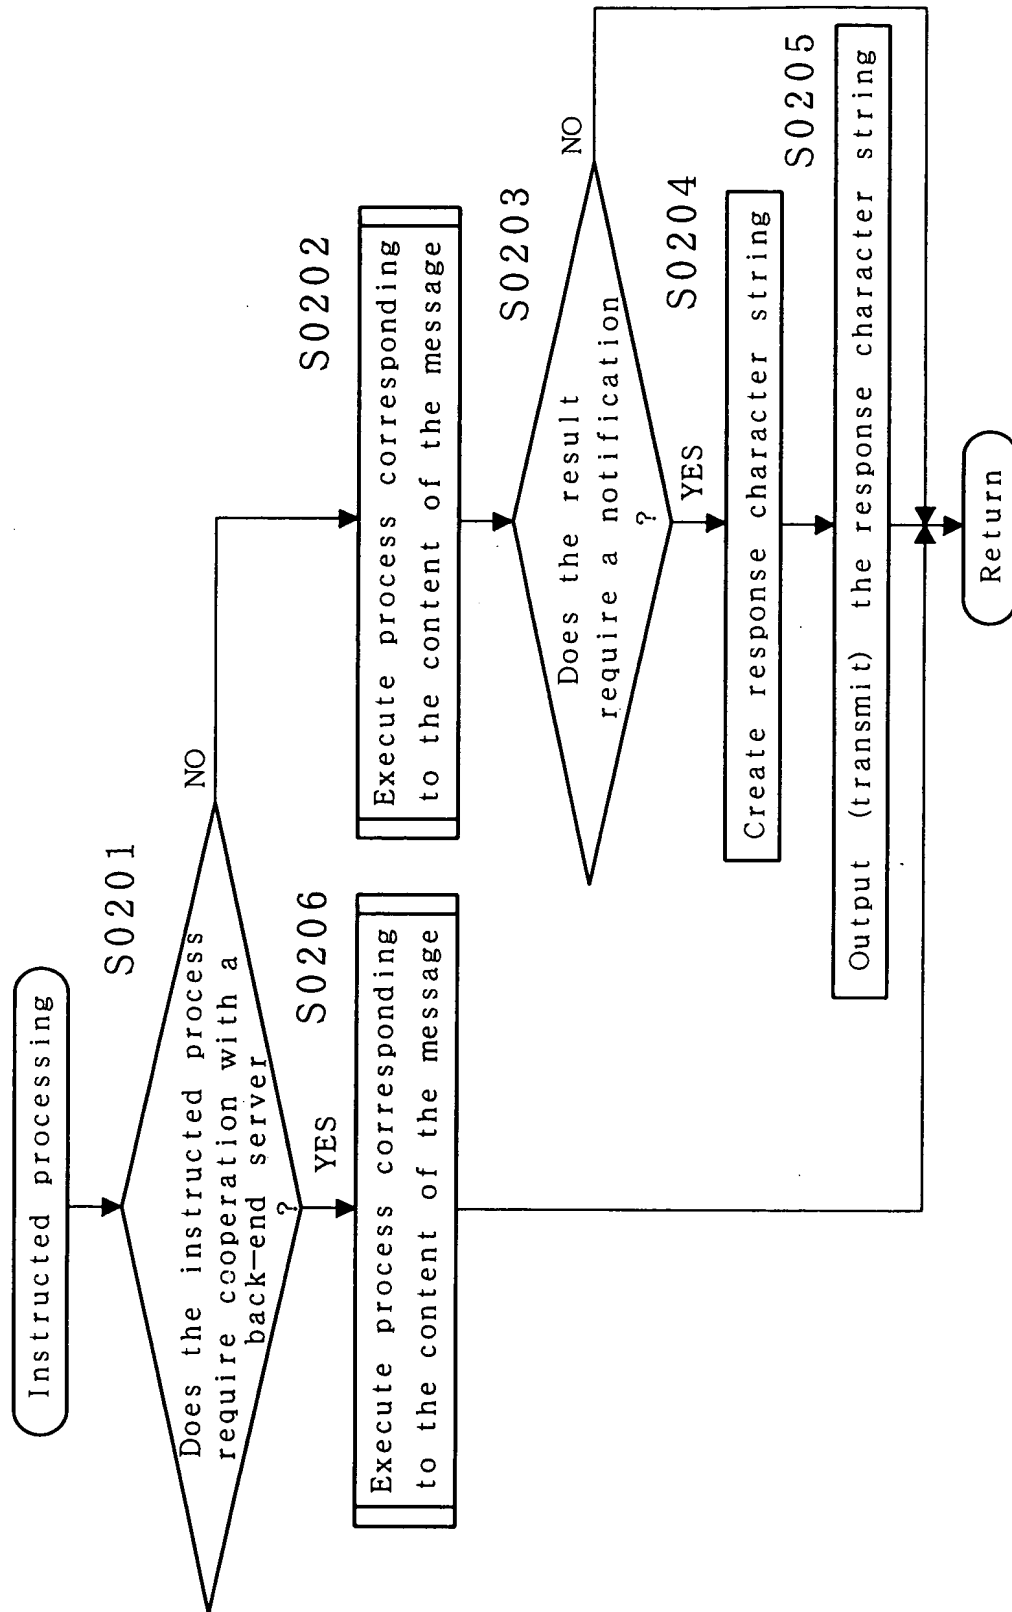 Instructed processing
S0201
Does the instructed process
require cooperation with a
back-end server
?
NO
YES
S0206
Execute process corresponding
to the content of the message
S0202
Execute process corresponding
to the content of the message
S0203
Does the result
require a notification
?
NO
YES
S0204
Create response character string
S0205
Output (transmit) the response character string
Return